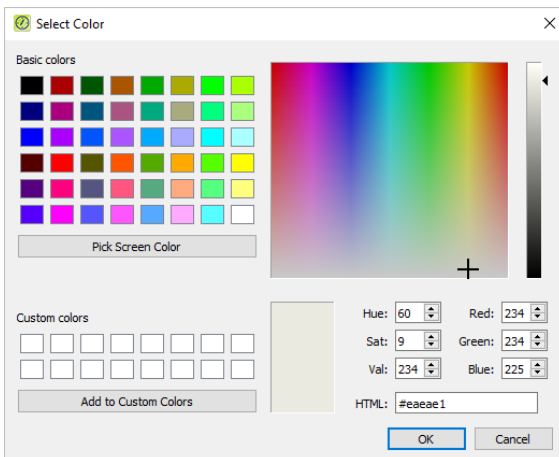 Select Color
Basic colors
Pick Screen Color
Custom colors
Add to Custom Colors
Hue: 60 Red: 234
Sat: 9 Green: 234
Val: 234 Blue: 225
HTML: #eaeae1
OK Cancel